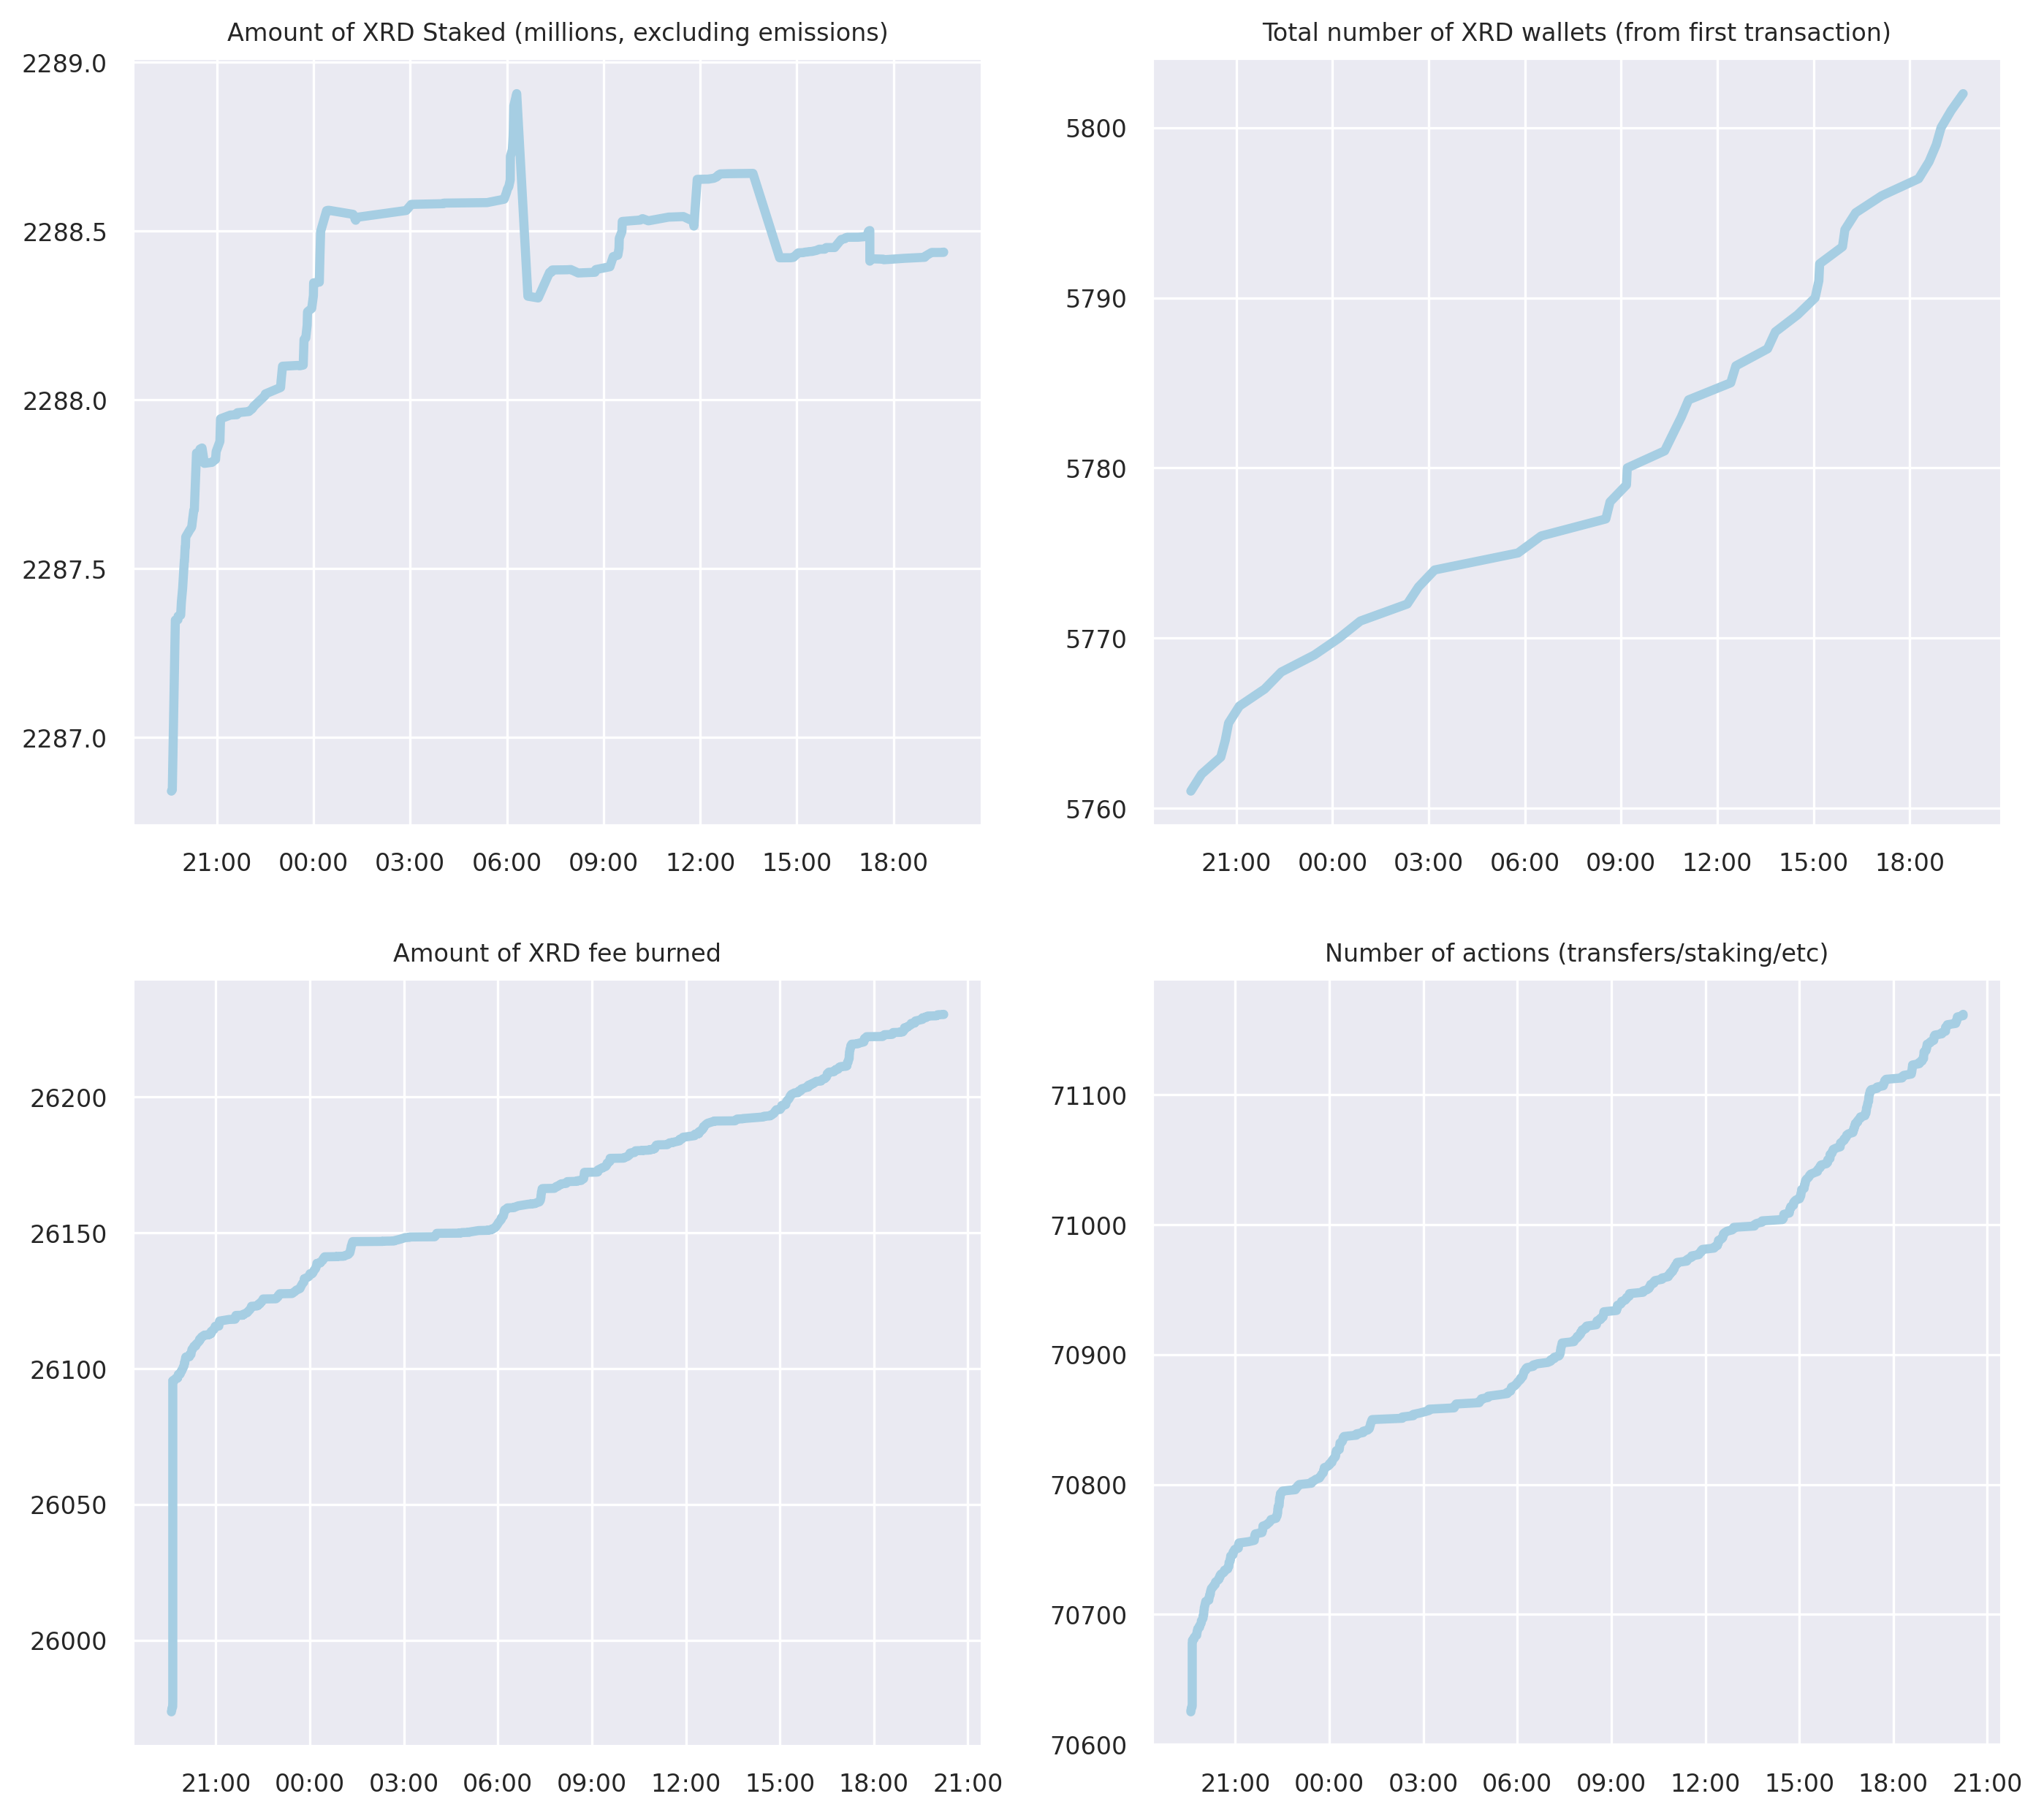 Amount of XRD Staked (millions, excluding emissions)
2289.0
2288.5
2288.0
2287.5
2287.0
21:00 00:00 03:00 06:00 09:00 12:00 15:00 18:00
Total number of XRD wallets (from first transaction)
5800
5790
5780
5770
5760
21:00 00:00 03:00 06:00 09:00 12:00 15:00 18:00
Amount of XRD fee burned
26200
26150
26100
26050
26000
21:00 00:00 03:00 06:00 09:00 12:00 15:00 18:00 21:00
Number of actions (transfers/staking/etc)
71100
71000
70900
70800
70700
70600
21:00 00:00 03:00 06:00 09:00 12:00 15:00 18:00 21:00